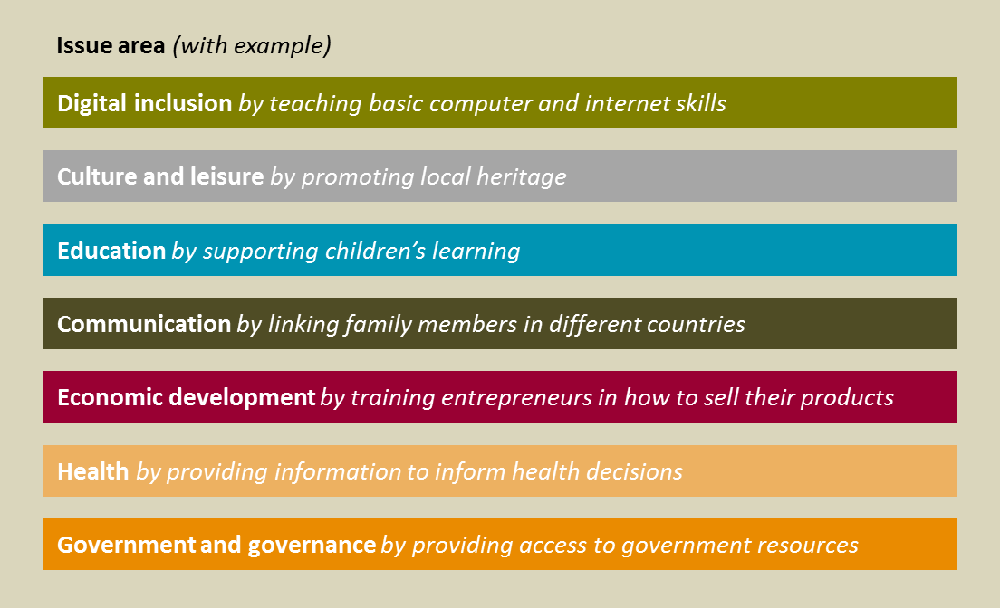 Issue area (with example)
Digital inclusion by teaching basic computer and internet skills
Culture and leisure by promoting local heritage
Education by supporting children’s learning
Communication by linking family members in different countries
Economic development by training entrepreneurs in how to sell their products
Health by providing information to inform health decisions
Government and governance by providing access to government resources